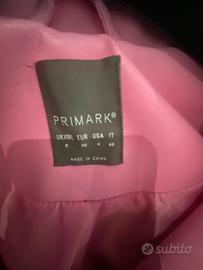 PRIMARK®
UK/IRL EUR USA IT
8 36 4 40
MADE IN CHINA
subito